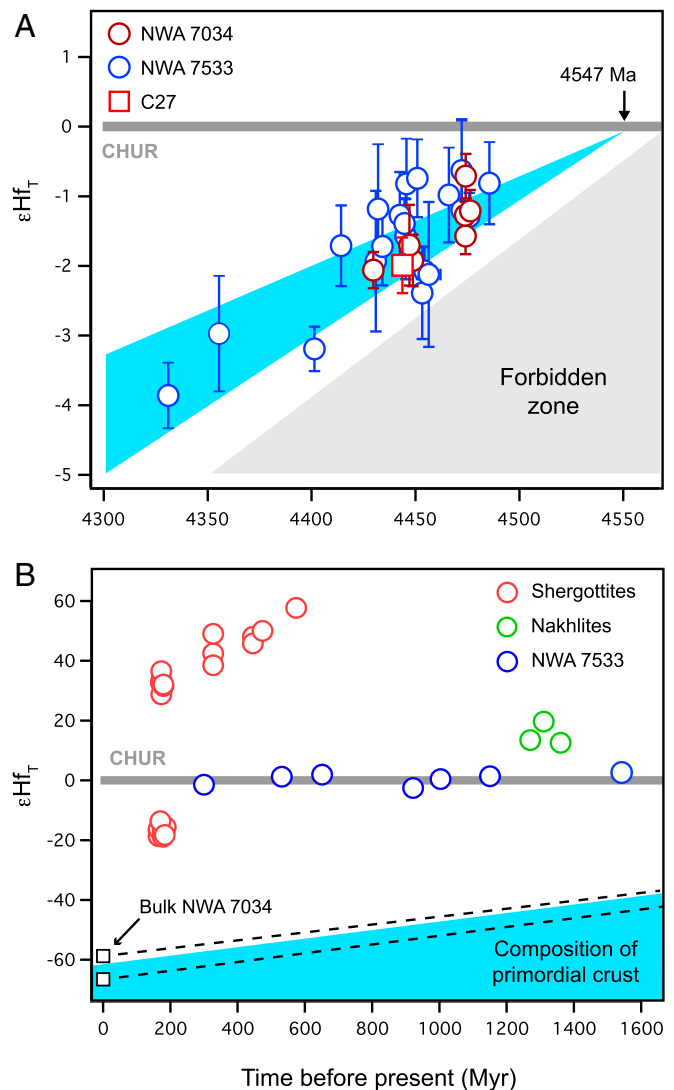 A
NWA 7034
NWA 7533
C27
4547 Ma
CHUR
Forbidden
zone
εHf_T
1
0
-1
-2
-3
-4
-5
4300
4350
4400
4450
4500
4550
B
Shergottites
Nakhlites
NWA 7533
CHUR
Bulk NWA 7034
Composition of
primordial crust
εHf_T
60
40
20
0
-20
-40
-60
0
200
400
600
800
1000
1200
1400
1600
Time before present (Myr)